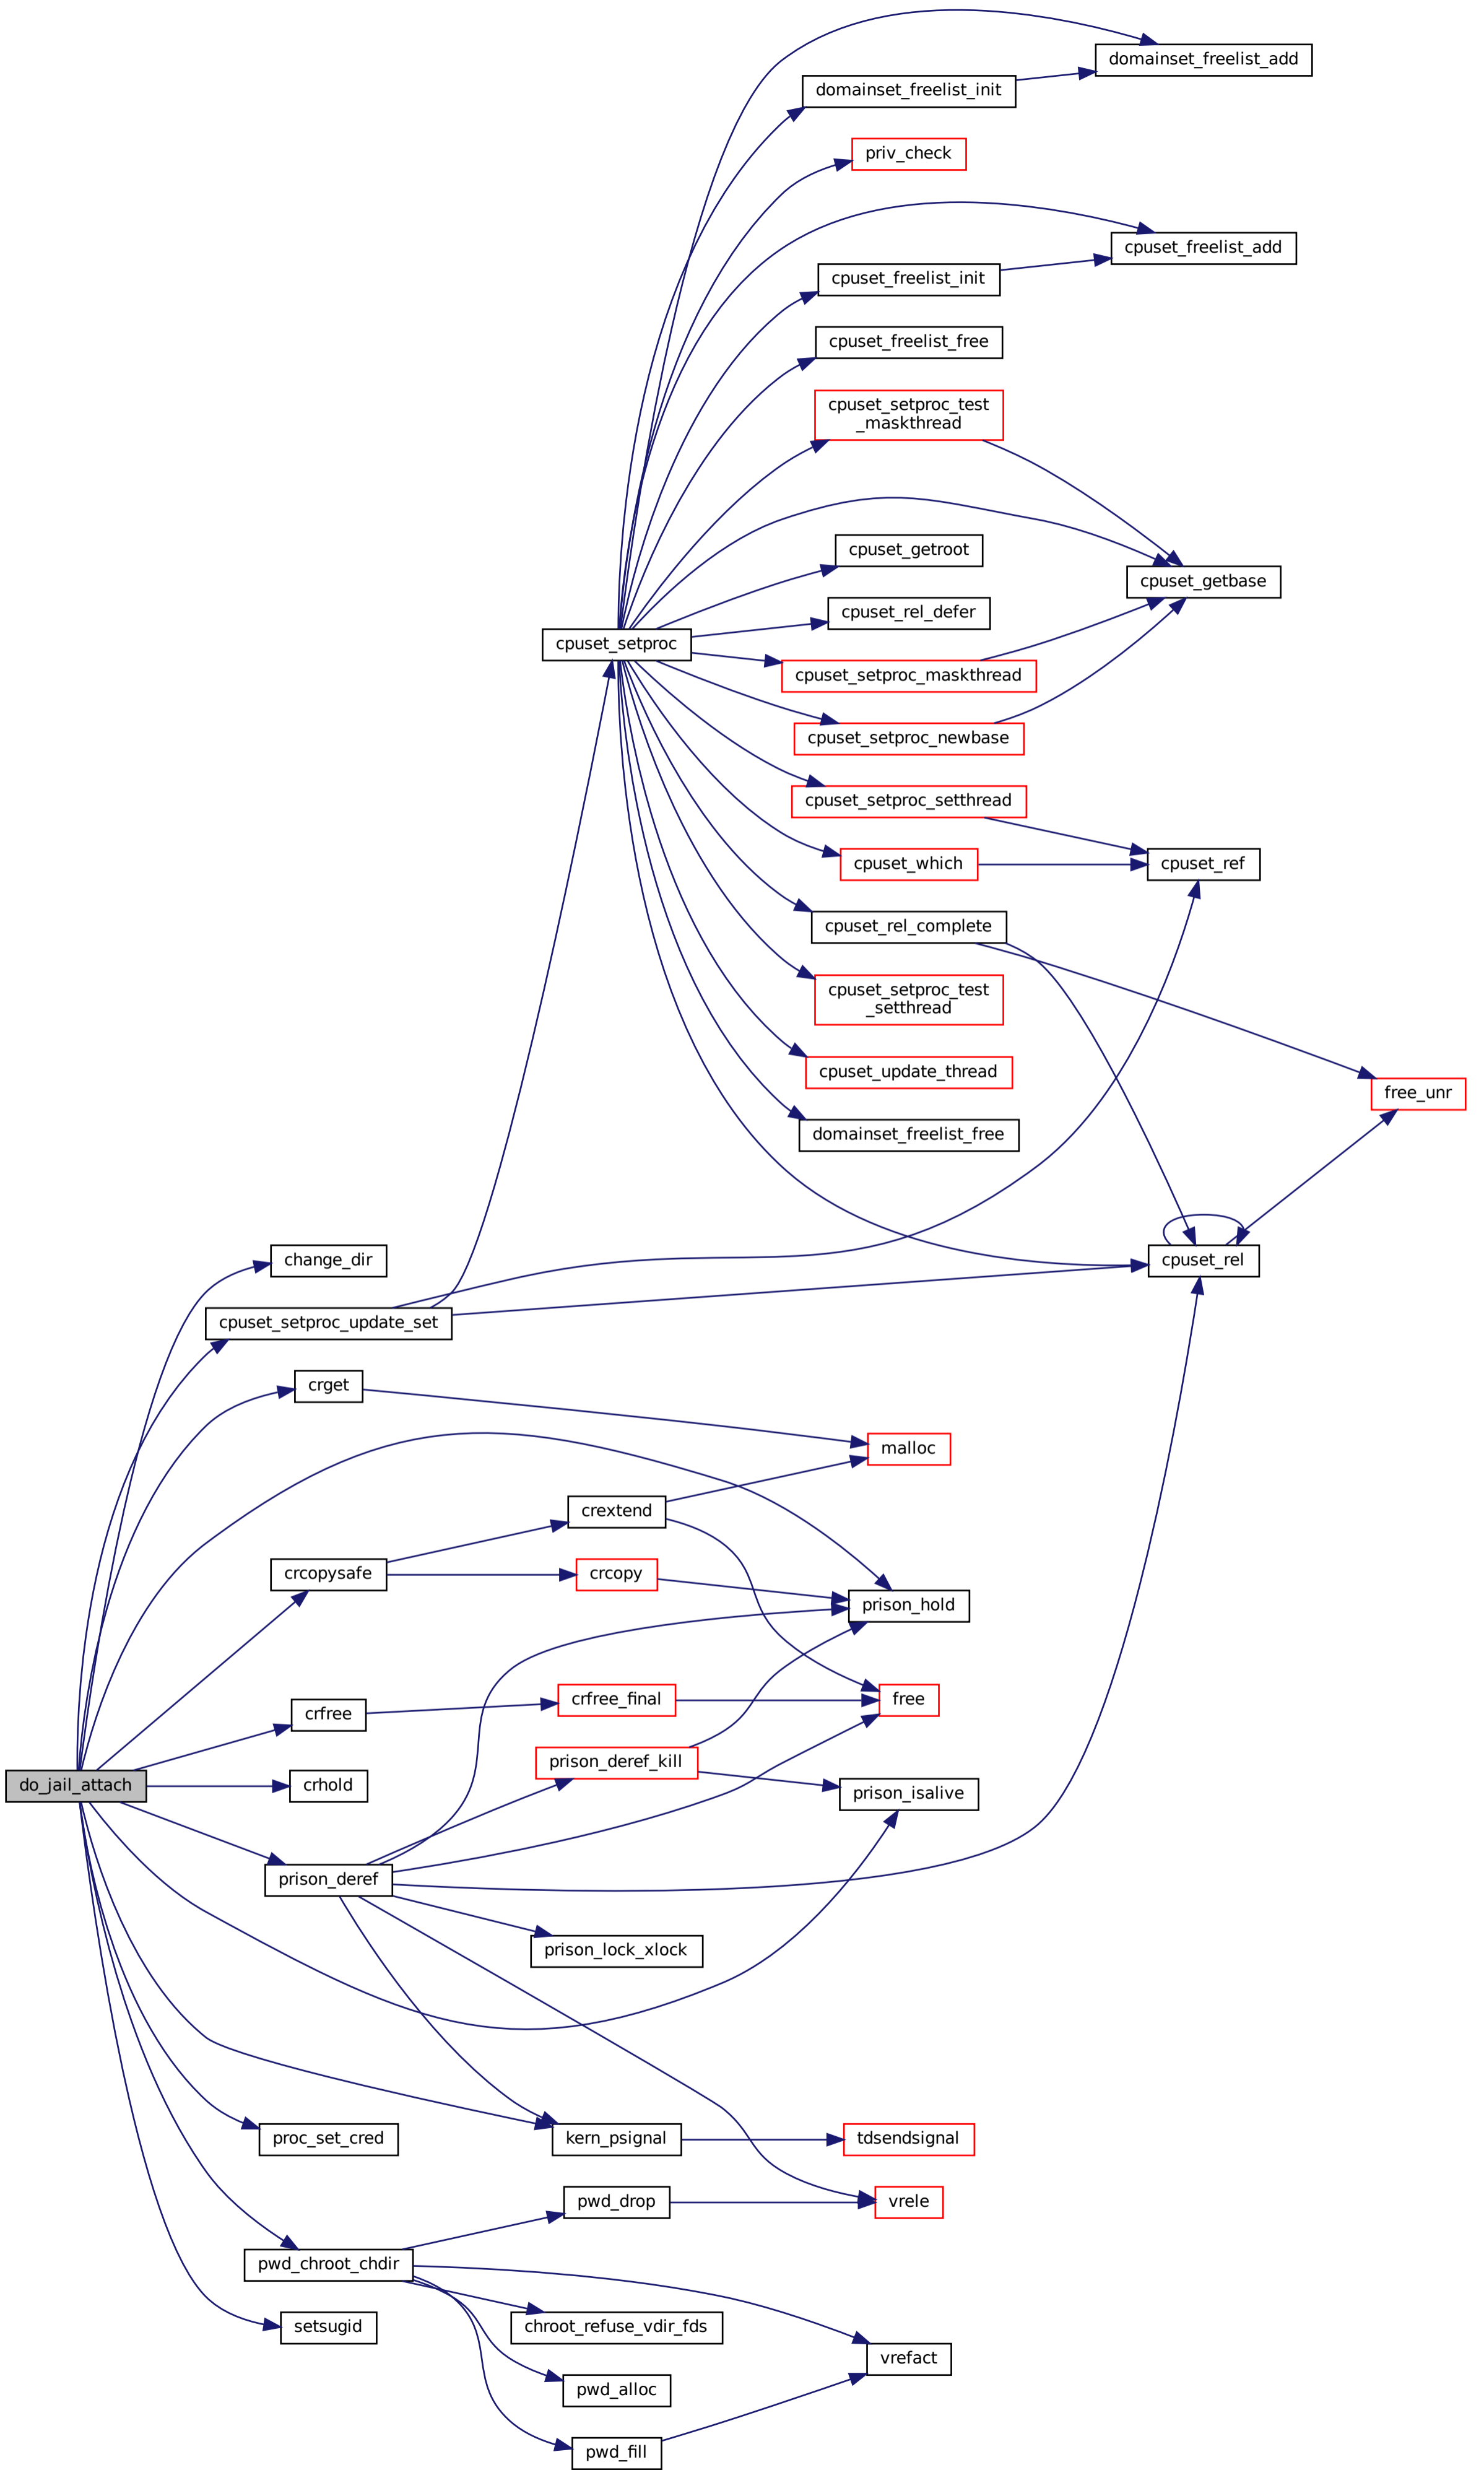 domainset_freelist_add
domainset_freelist_init
priv_check
cpuset_freelist_add
cpuset_freelist_init
cpuset_freelist_free
cpuset_setproc_test
_maskthread
cpuset_getroot
cpuset_getbase
cpuset_rel_defer
cpuset_setproc
cpuset_setproc_maskthread
cpuset_setproc_newbase
cpuset_setproc_setthread
cpuset_which
cpuset_ref
cpuset_rel_complete
cpuset_setproc_test
_setthread
cpuset_update_thread
free_unr
domainset_freelist_free
change_dir
cpuset_rel
cpuset_setproc_update_set
crget
malloc
crextend
crcopysafe
crcopy
prison_hold
crfree_final
free
crfree
prison_deref_kill
do_jail_attach
crhold
prison_isalive
prison_deref
prison_lock_xlock
proc_set_cred
kern_psignal
tdsendsignal
pwd_drop
vrele
pwd_chroot_chdir
setsugid
chroot_refuse_vdir_fds
vrefact
pwd_alloc
pwd_fill